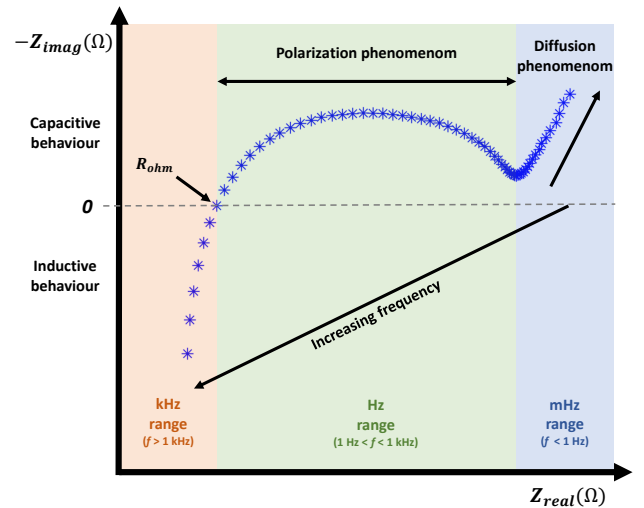 −Z_imag(Ω)
Polarization phenomenom
Diffusion
phenomenom
Capacitive
behaviour
R_ohm
0
Inductive
behaviour
Increasing frequency
kHz
range
(f > 1 kHz)
Hz
range
(1 Hz < f < 1 kHz)
mHz
range
(f < 1 Hz)
Z_real(Ω)